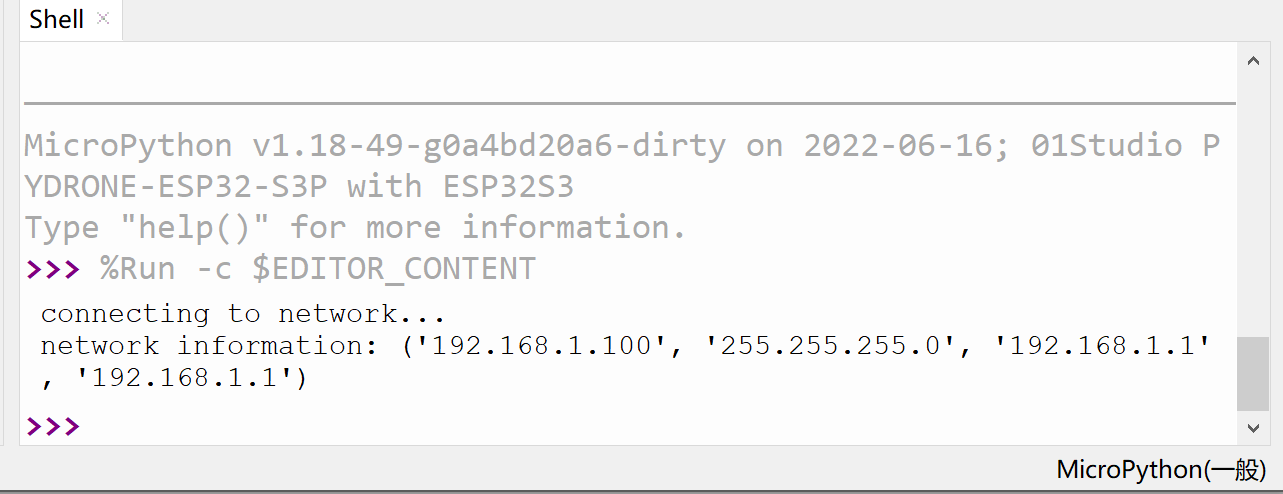 Shell
MicroPython v1.18-49-g0a4bd20a6-dirty on 2022-06-16; 01Studio P
YDRONE-ESP32-S3P with ESP32S3
Type "help()" for more information.
>>> %Run -c $EDITOR_CONTENT
connecting to network...
network information: ('192.168.1.100', '255.255.255.0', '192.168.1.1'
, '192.168.1.1')
>>>
MicroPython(一般)